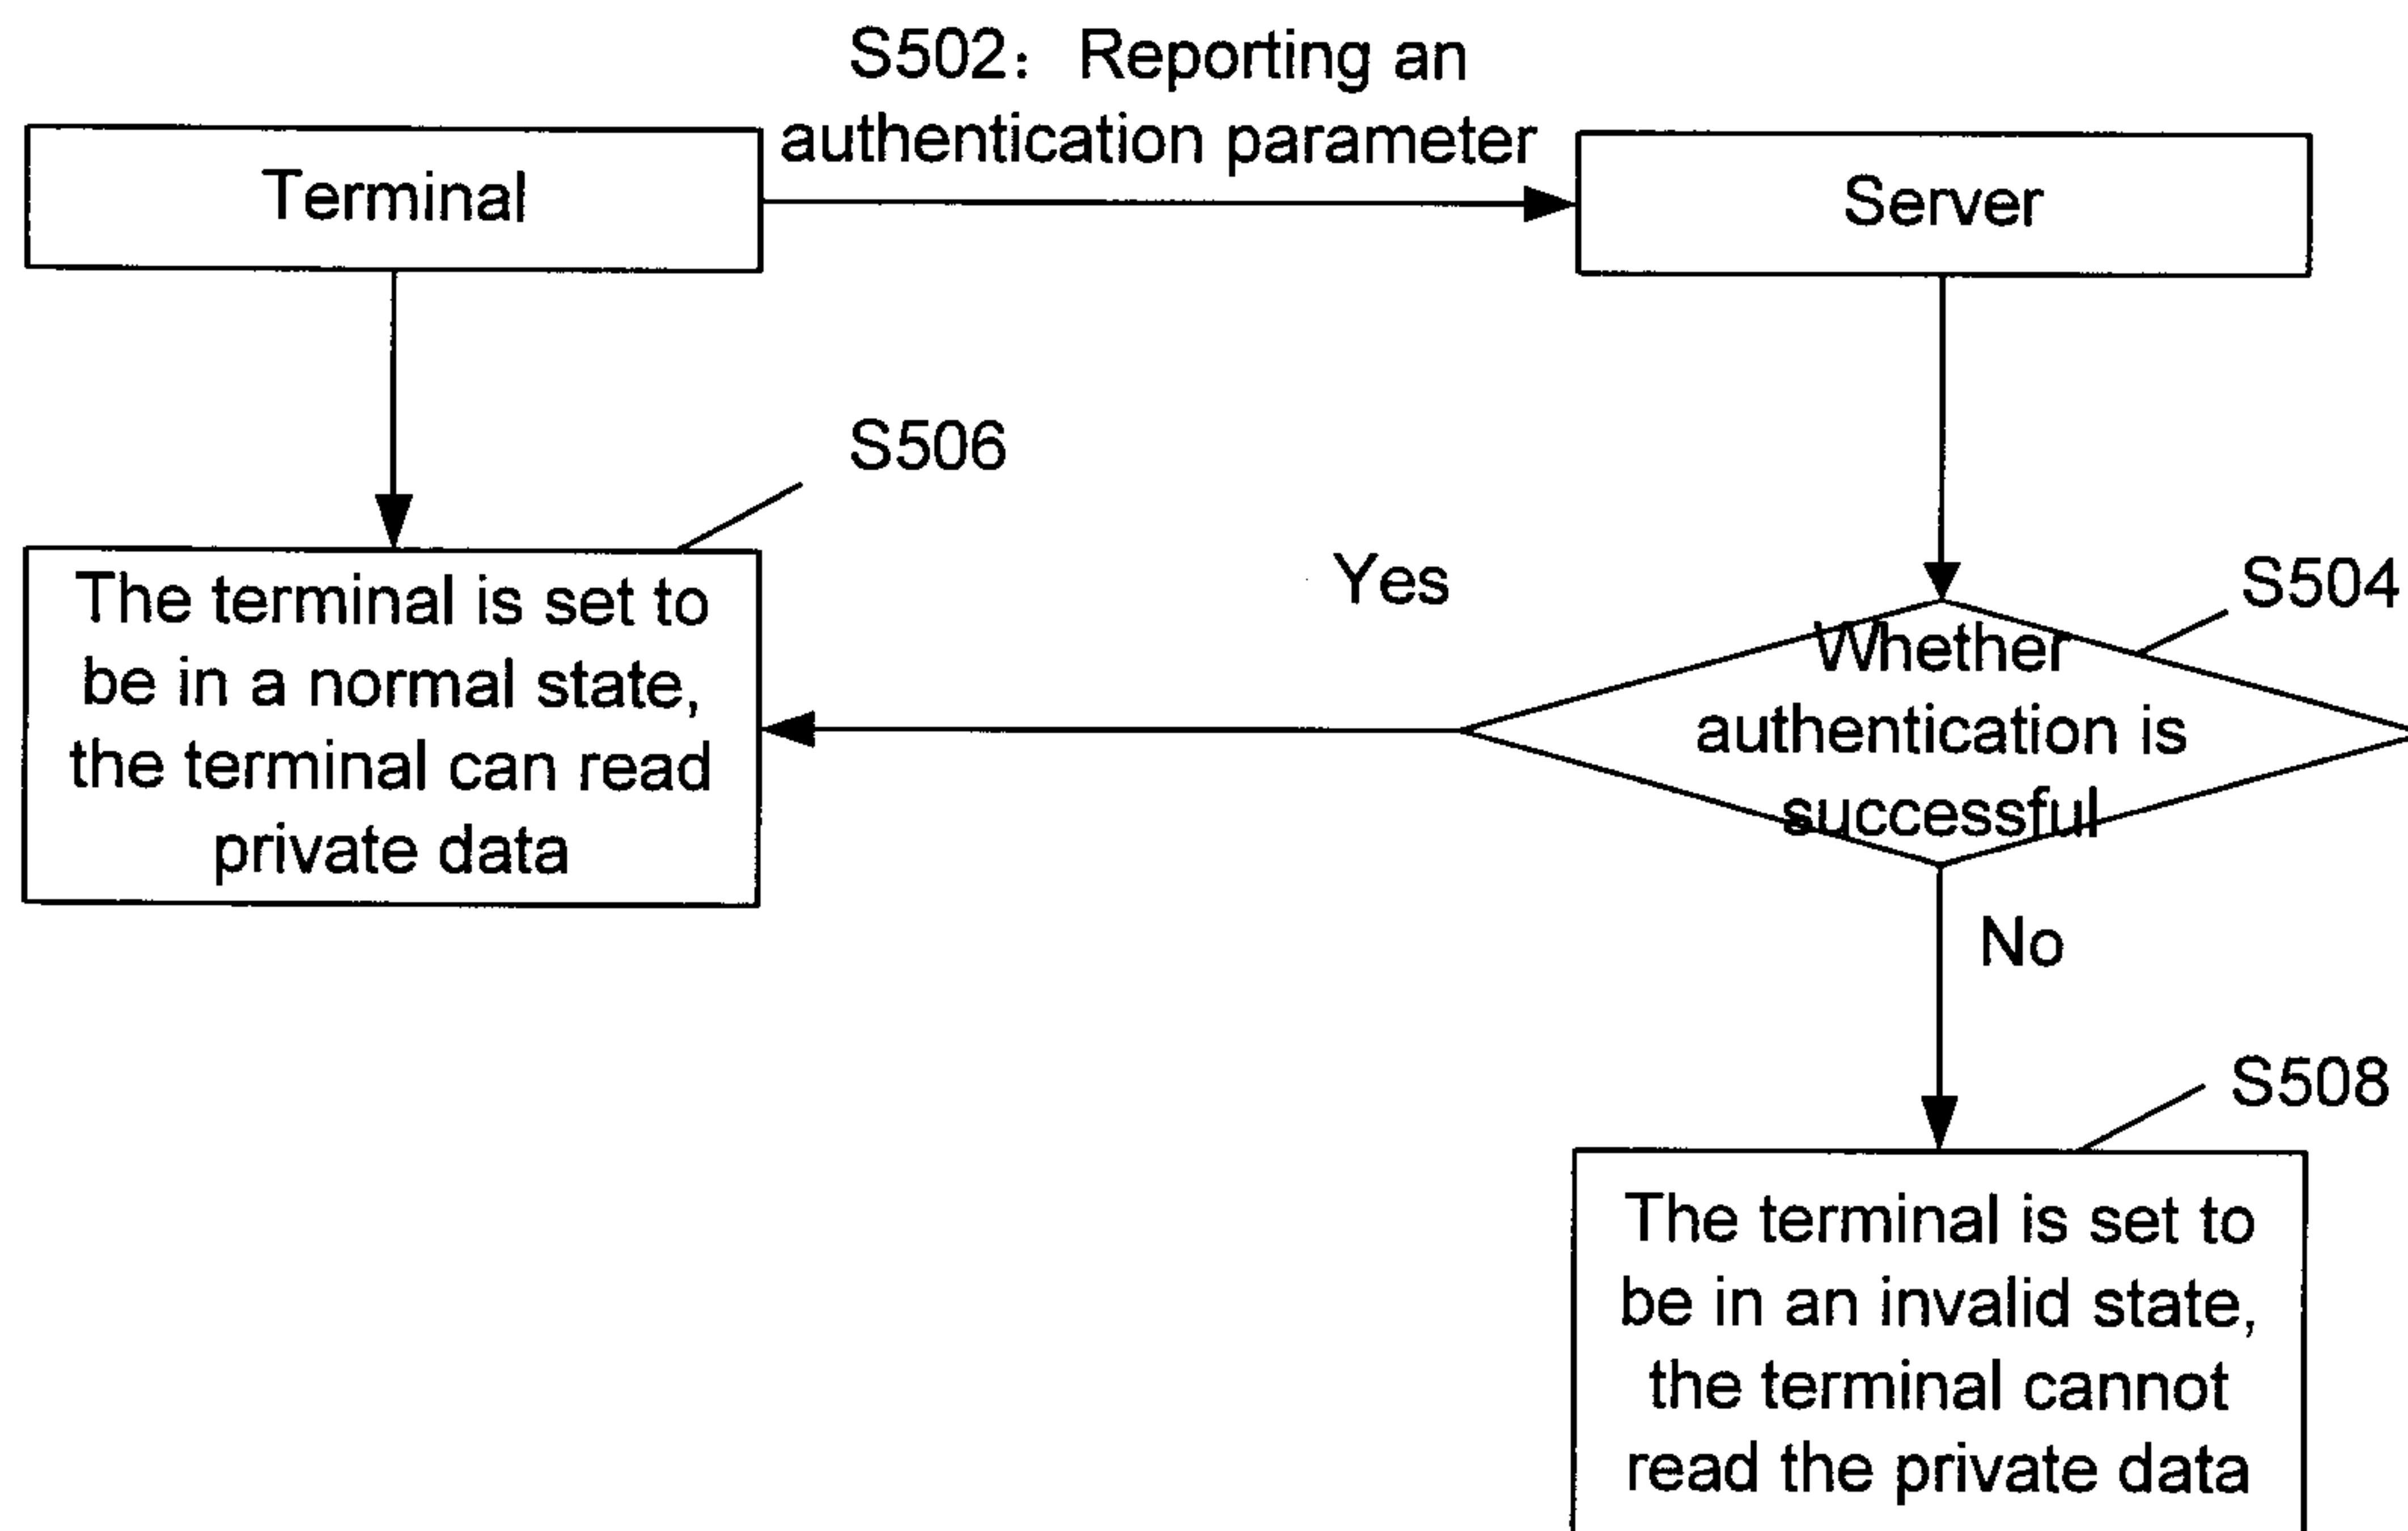 S502： Reporting an
authentication parameter
Terminal
Server
S506
The terminal is set to
be in a normal state,
the terminal can read
private data
Yes
S504
Whether
authentication is
successful
No
S508
The terminal is set to
be in an invalid state,
the terminal cannot
read the private data